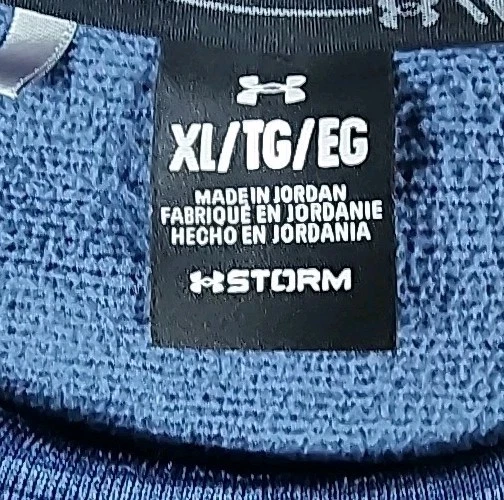 XL/TG/EG
MADE IN JORDAN
FABRIQUÉ EN JORDANIE
HECHO EN JORDANIA
STORM